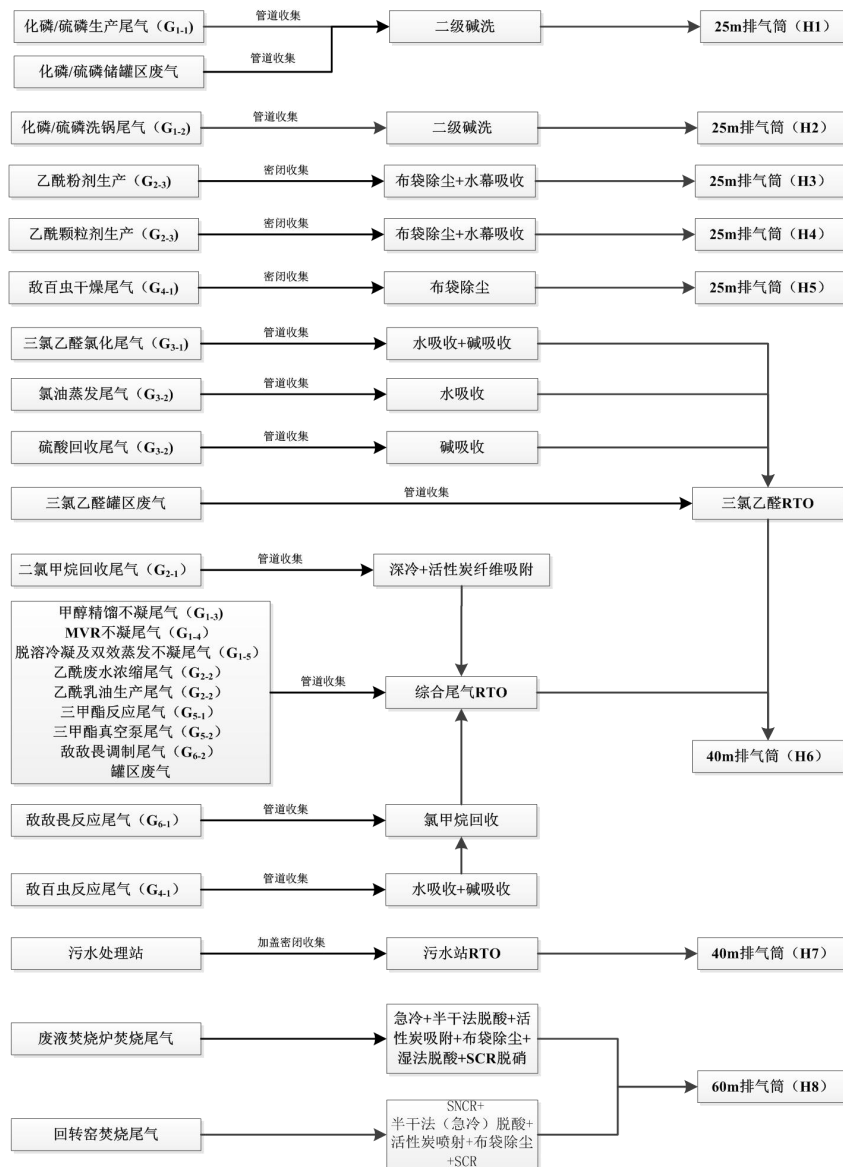 化磷/硫磷生产尾气（G1-1） 管道收集 二级碱洗 25m排气筒（H1）
化磷/硫磷储罐区废气 管道收集
化磷/硫磷洗锅尾气（G1-2） 管道收集 二级碱洗 25m排气筒（H2）
乙酰粉剂生产（G2-3） 密闭收集 布袋除尘+水幕吸收 25m排气筒（H3）
乙酰颗粒剂生产（G2-3） 密闭收集 布袋除尘+水幕吸收 25m排气筒（H4）
敌百虫干燥尾气（G4-1） 密闭收集 布袋除尘 25m排气筒（H5）
三氯乙醛氯化尾气（G3-1） 管道收集 水吸收+碱吸收
氯油蒸发尾气（G3-2） 管道收集 水吸收
硫酸回收尾气（G3-2） 管道收集 碱吸收
三氯乙醛罐区废气 管道收集 三氯乙醛RTO
二氯甲烷回收尾气（G2-1） 管道收集 深冷+活性炭纤维吸附
甲醇精馏不凝尾气（G1-3）
MVR不凝尾气（G1-4）
脱溶冷凝及双效蒸发不凝尾气（G1-5）
乙酰废水浓缩尾气（G2-2）
乙酰乳油生产尾气（G2-2）
三甲酯反应尾气（G5-1）
三甲酯真空泵尾气（G5-2）
敌敌畏调制尾气（G6-2）
罐区废气
管道收集 综合尾气RTO
40m排气筒（H6）
敌敌畏反应尾气（G6-1） 管道收集 氯甲烷回收
敌百虫反应尾气（G4-1） 管道收集 水吸收+碱吸收
污水处理站 加盖密闭收集 污水站RTO 40m排气筒（H7）
废液焚烧炉焚烧尾气
急冷+半干法脱酸+活
性炭吸附+布袋除尘+
湿法脱酸+SCR脱硝
60m排气筒（H8）
回转窑焚烧尾气
SNCR+
半干法（急冷）脱酸+
活性炭喷射+布袋除尘
+SCR